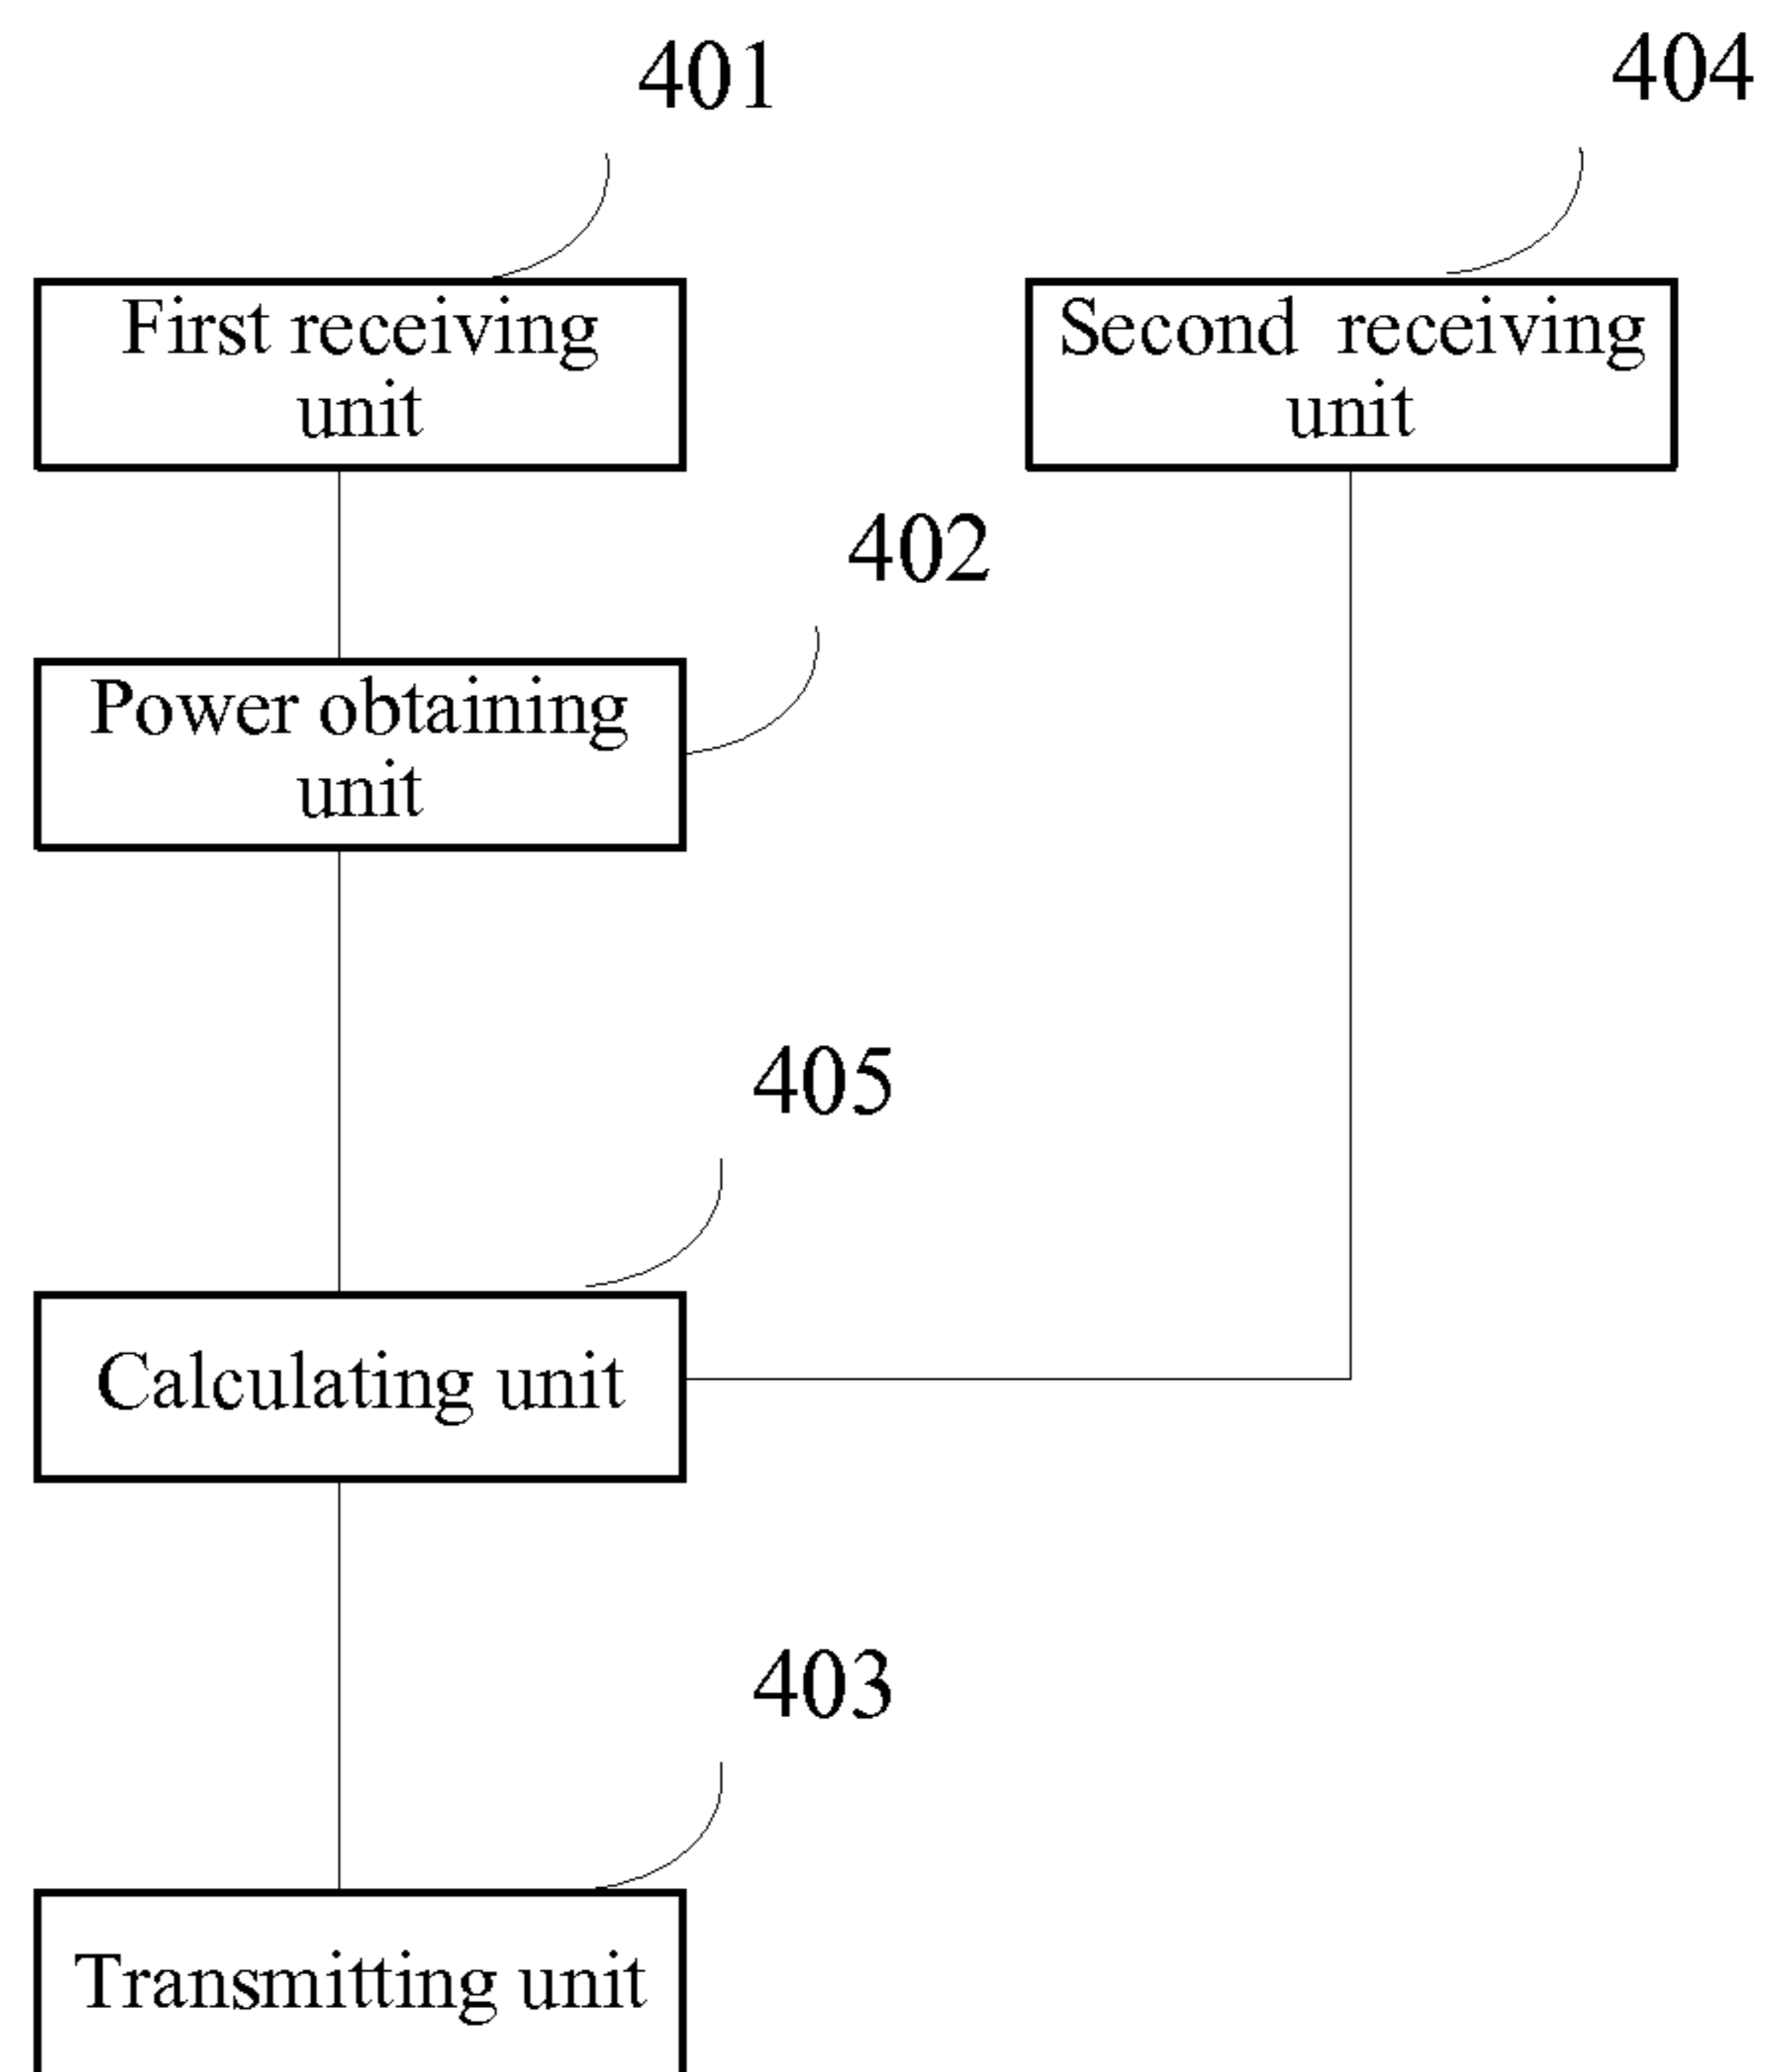 401
404
First receiving
unit
Second receiving
unit
402
Power obtaining
unit
405
Calculating unit
403
Transmitting unit